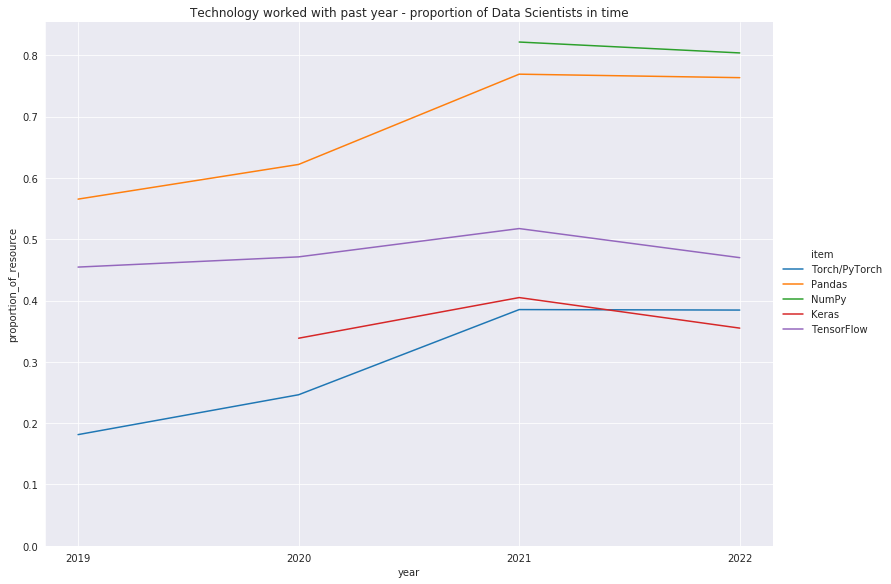 Technology worked with past year - proportion of Data Scientists in time
0.8
0.7
0.6
0.5
0.4
0.3
0.2
0.1
0.0
proportion_of_resource
2019 2020 2021 2022
year
item
Torch/PyTorch
Pandas
NumPy
Keras
TensorFlow